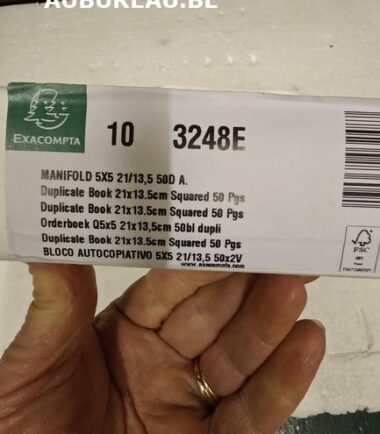 AUBUREAU.BE
EXACOMPTA
10 3248E
MANIFOLD 5X5 21/13,5 50D A.
Duplicate Book 21x13.5cm Squared 50 Pgs
Duplicate Book 21x13.5cm Squared 50 Pgs
Orderboek Q5x5 21x13,5cm 50bl dupli
Duplicate Book 21x13.5cm Squared 50 Pgs
BLOCO AUTOCOPIATIVO 5X5 21/13,5 50x2V
www.exacompta.com
FSC